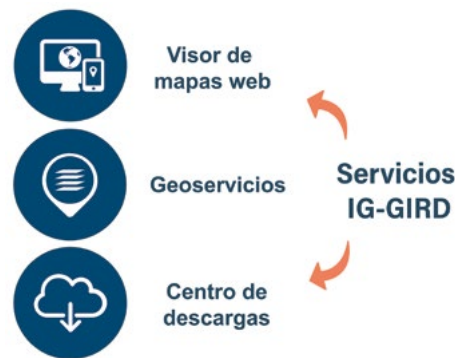 Visor de
mapas web
Geoservicios
Servicios
IG-GIRD
Centro de
descargas